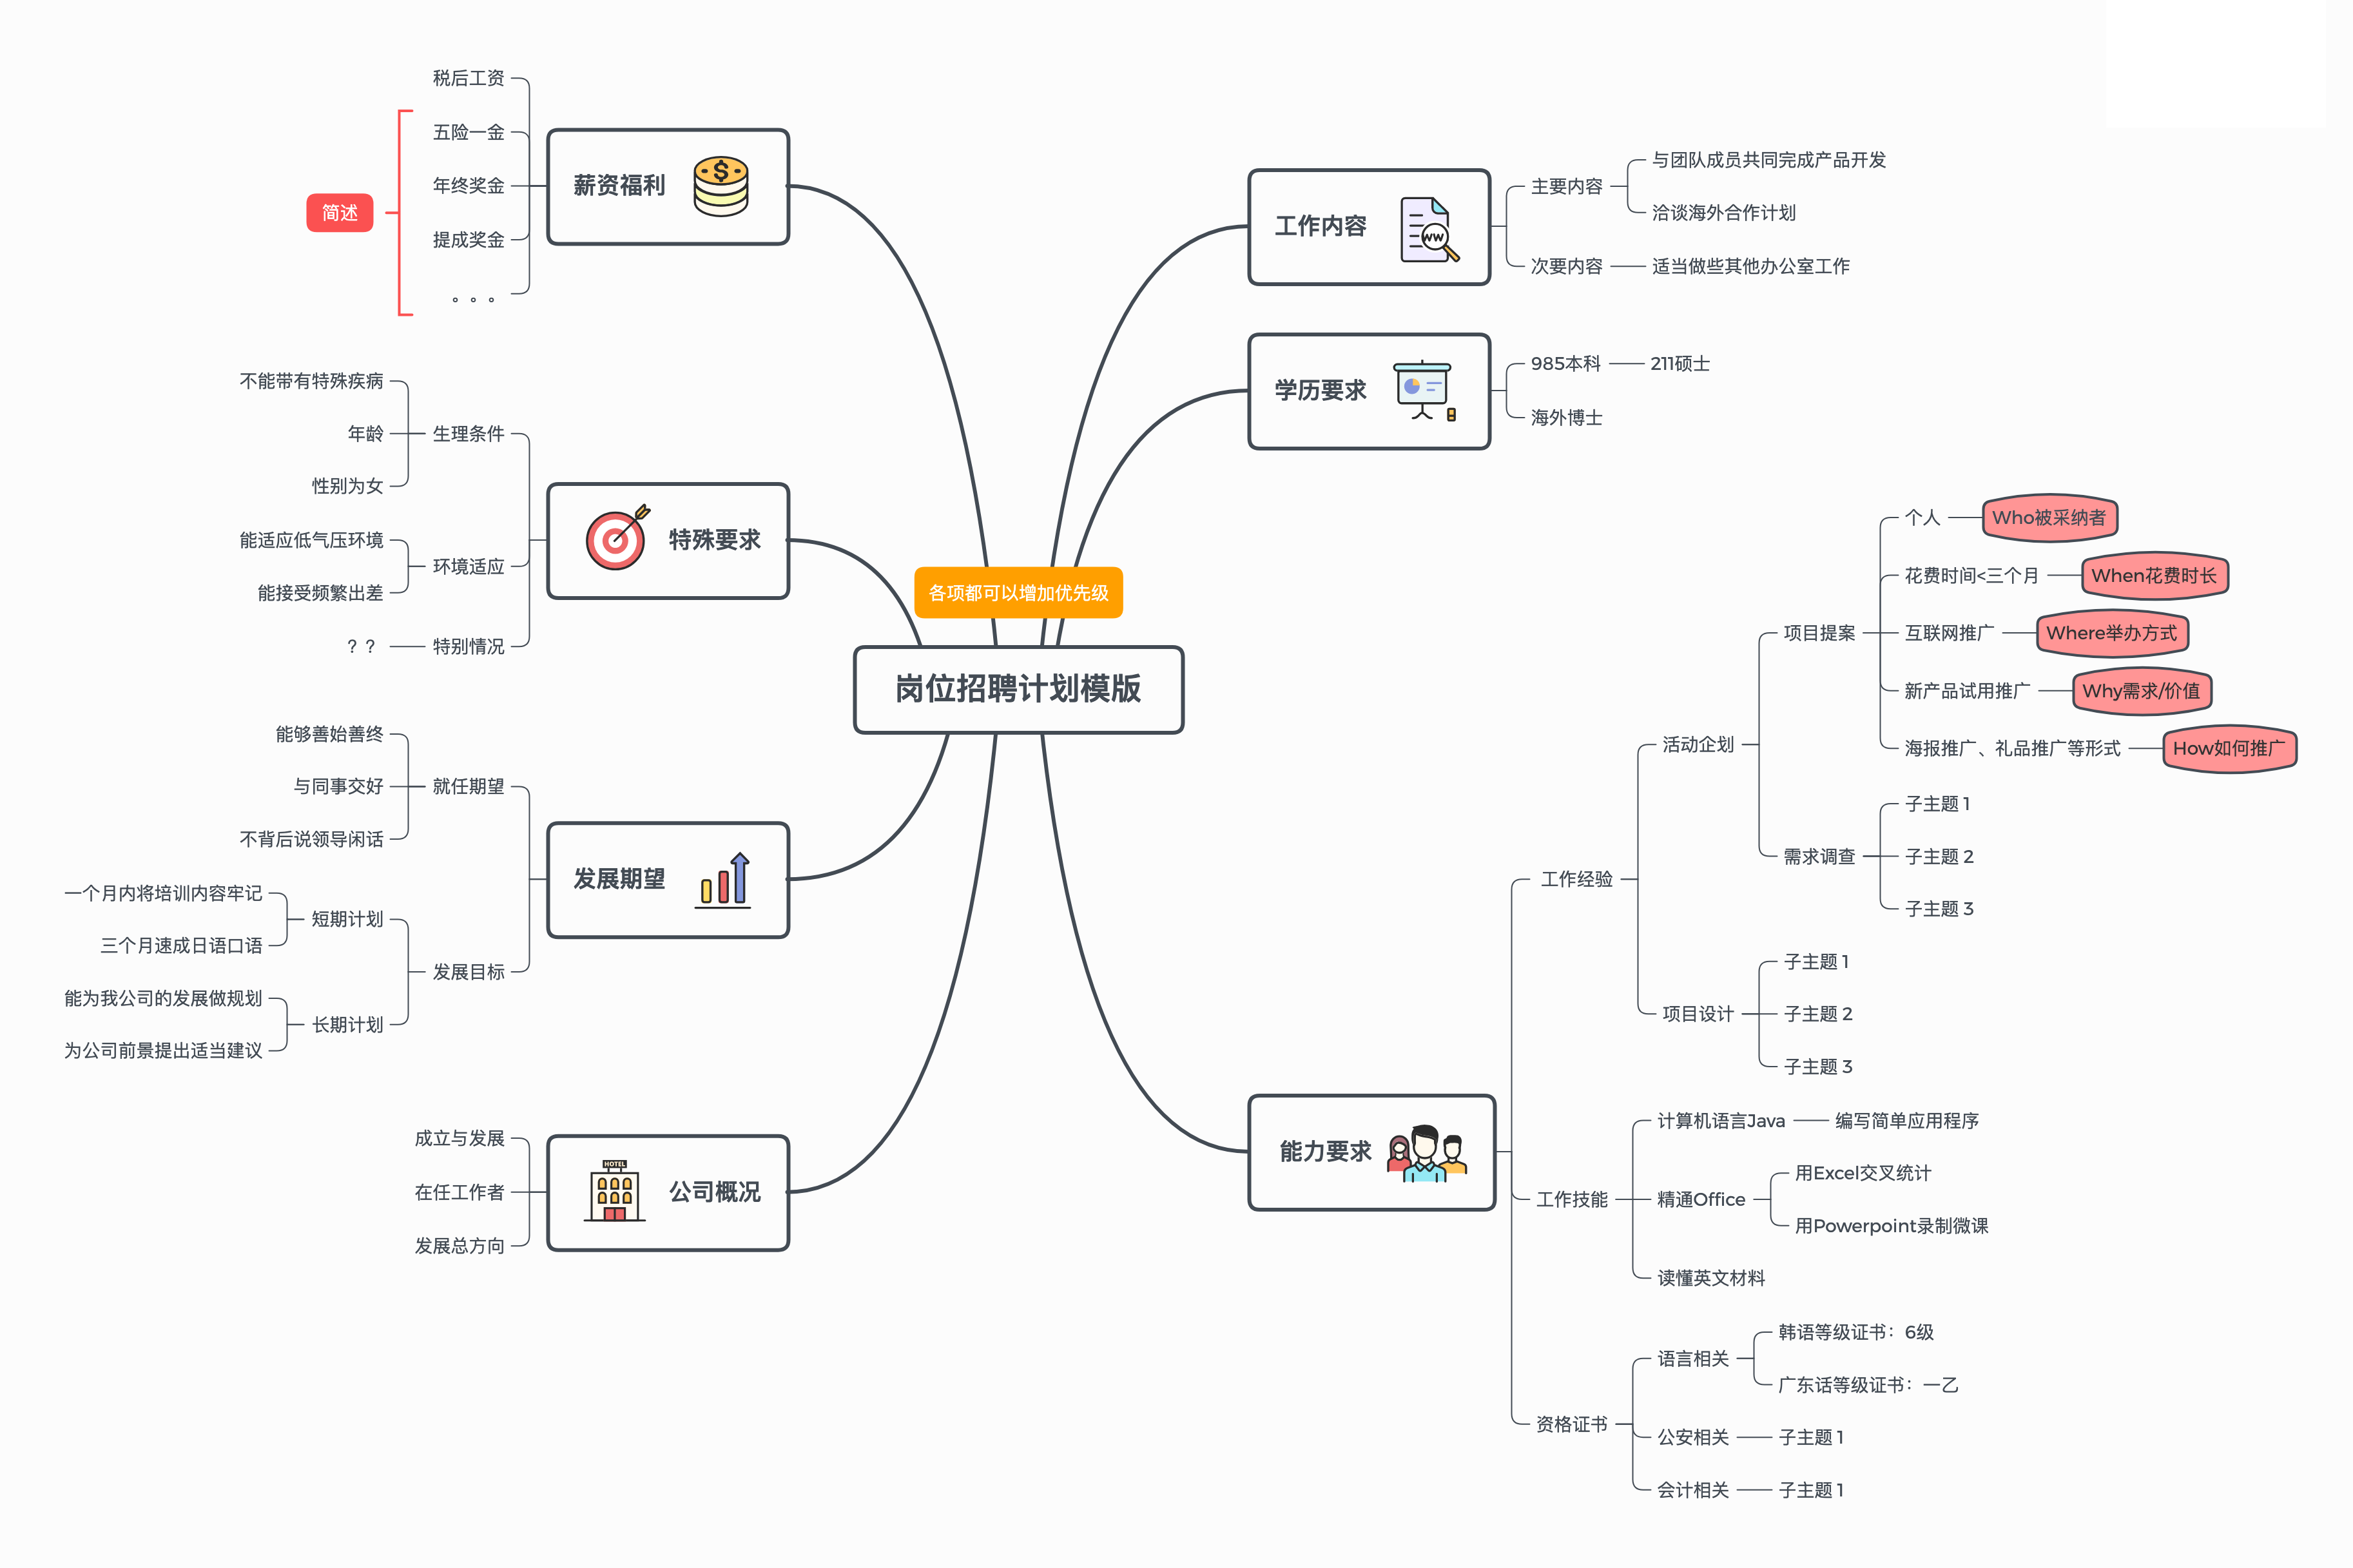 岗位招聘计划模版
各项都可以增加优先级
工作内容
主要内容
与团队成员共同完成产品开发
洽谈海外合作计划
次要内容
适当做些其他办公室工作
学历要求
985本科
211硕士
海外博士
能力要求
工作经验
活动企划
项目提案
个人
Who被采纳者
花费时间<三个月
When花费时长
互联网推广
Where举办方式
新产品试用推广
Why需求/价值
海报推广、礼品推广等形式
How如何推广
需求调查
子主题 1
子主题 2
子主题 3
项目设计
子主题 1
子主题 2
子主题 3
工作技能
计算机语言Java
编写简单应用程序
精通Office
用Excel交叉统计
用Powerpoint录制微课
读懂英文材料
资格证书
语言相关
韩语等级证书：6级
广东话等级证书：一乙
公安相关
子主题 1
会计相关
子主题 1
薪资福利
$
税后工资
五险一金
年终奖金
提成奖金
。。。
简述
特殊要求
生理条件
不能带有特殊疾病
年龄
性别为女
环境适应
能适应低气压环境
能接受频繁出差
特别情况
？？
发展期望
就任期望
能够善始善终
与同事交好
不背后说领导闲话
发展目标
短期计划
一个月内将培训内容牢记
三个月速成日语口语
长期计划
能为我公司的发展做规划
为公司前景提出适当建议
公司概况
HOTEL
成立与发展
在任工作者
发展总方向
WW